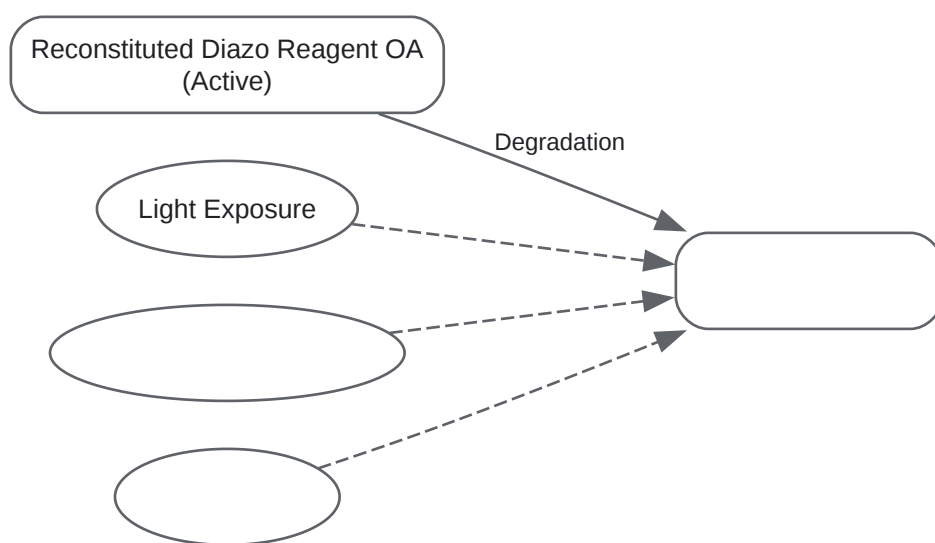 Reconstituted Diazo Reagent OA
(Active)
Degradation
Light Exposure